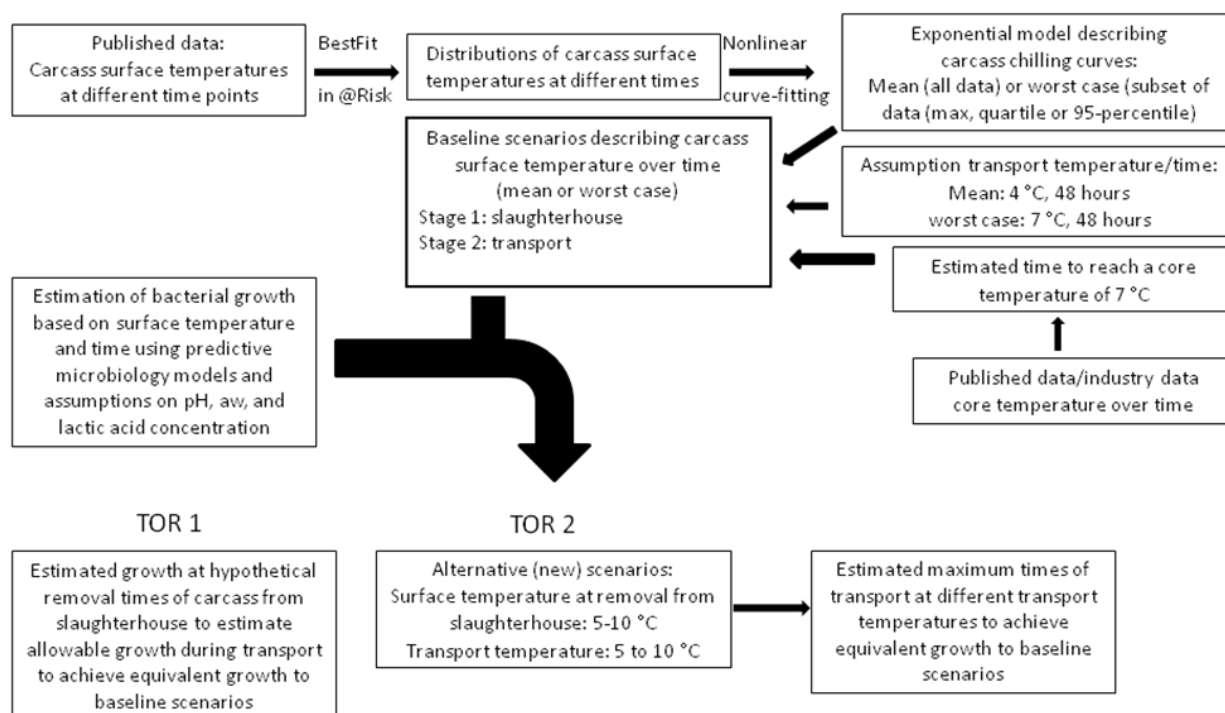 Published data:
Carcass surface temperatures
at different time points
BestFit
in @Risk
Distributions of carcass surface
temperatures at different times
Nonlinear
curve-fitting
Exponential model describing
carcass chilling curves:
Mean (all data) or worst case (subset of
data (max, quartile or 95-percentile)
Baseline scenarios describing carcass
surface temperature over time
(mean or worst case)
Stage 1: slaughterhouse
Stage 2: transport
Assumption transport temperature/time:
Mean: 4 °C, 48 hours
worst case: 7 °C, 48 hours
Estimated time to reach a core
temperature of 7 °C
Published data/industry data
core temperature over time
Estimation of bacterial growth
based on surface temperature
and time using predictive
microbiology models and
assumptions on pH, aw, and
lactic acid concentration
TOR 1
Estimated growth at hypothetical
removal times of carcass from
slaughterhouse to estimate
allowable growth during transport
to achieve equivalent growth to
baseline scenarios
TOR 2
Alternative (new) scenarios:
Surface temperature at removal from
slaughterhouse: 5-10 °C
Transport temperature: 5 to 10 °C
Estimated maximum times of
transport at different transport
temperatures to achieve
equivalent growth to baseline
scenarios